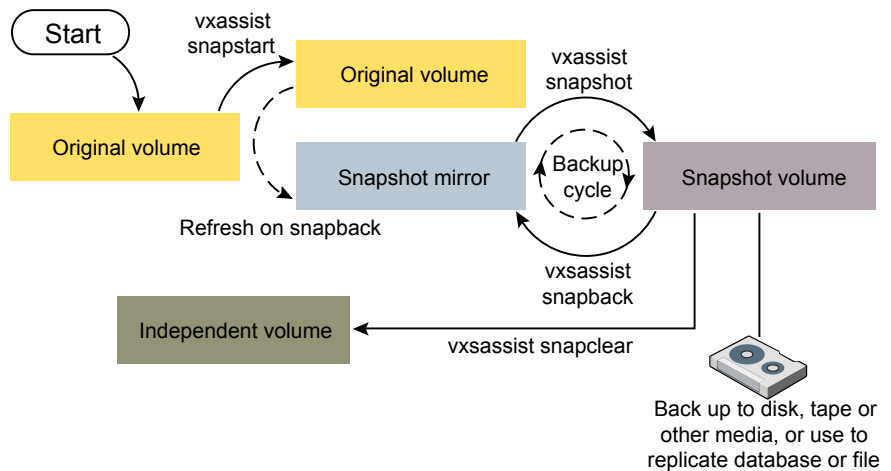 Start
vxassist
snapstart
Original volume
vxassist
snapshot
Original volume
Snapshot mirror
Backup
cycle
Snapshot volume
Refresh on snapback
vxsassist
snapback
Independent volume
vxsassist snapclear
Back up to disk, tape or
other media, or use to
replicate database or file